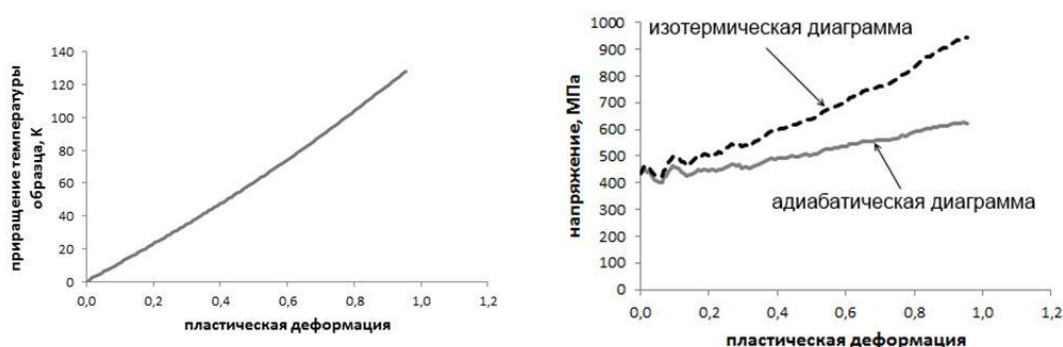 приращение температуры
образца, К
140
120
100
80
60
40
20
0
0,0 0,2 0,4 0,6 0,8 1,0 1,2
пластическая деформация
напряжение, МПа
1000
900
800
700
600
500
400
300
200
100
0
изотермическая диаграмма
адиабатическая диаграмма
0,0 0,2 0,4 0,6 0,8 1,0 1,2
пластическая деформация